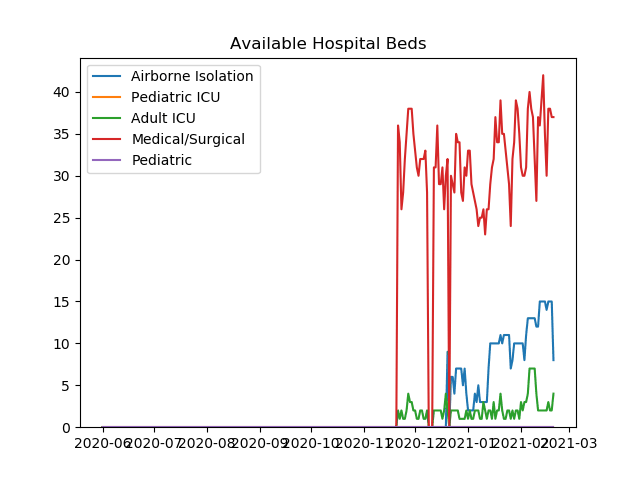 Available Hospital Beds
Airborne Isolation
Pediatric ICU
Adult ICU
Medical/Surgical
Pediatric
40
35
30
25
20
15
10
5
0
2020-06 2020-07 2020-08 2020-09 2020-10 2020-11 2020-12 2021-01 2021-02 2021-03